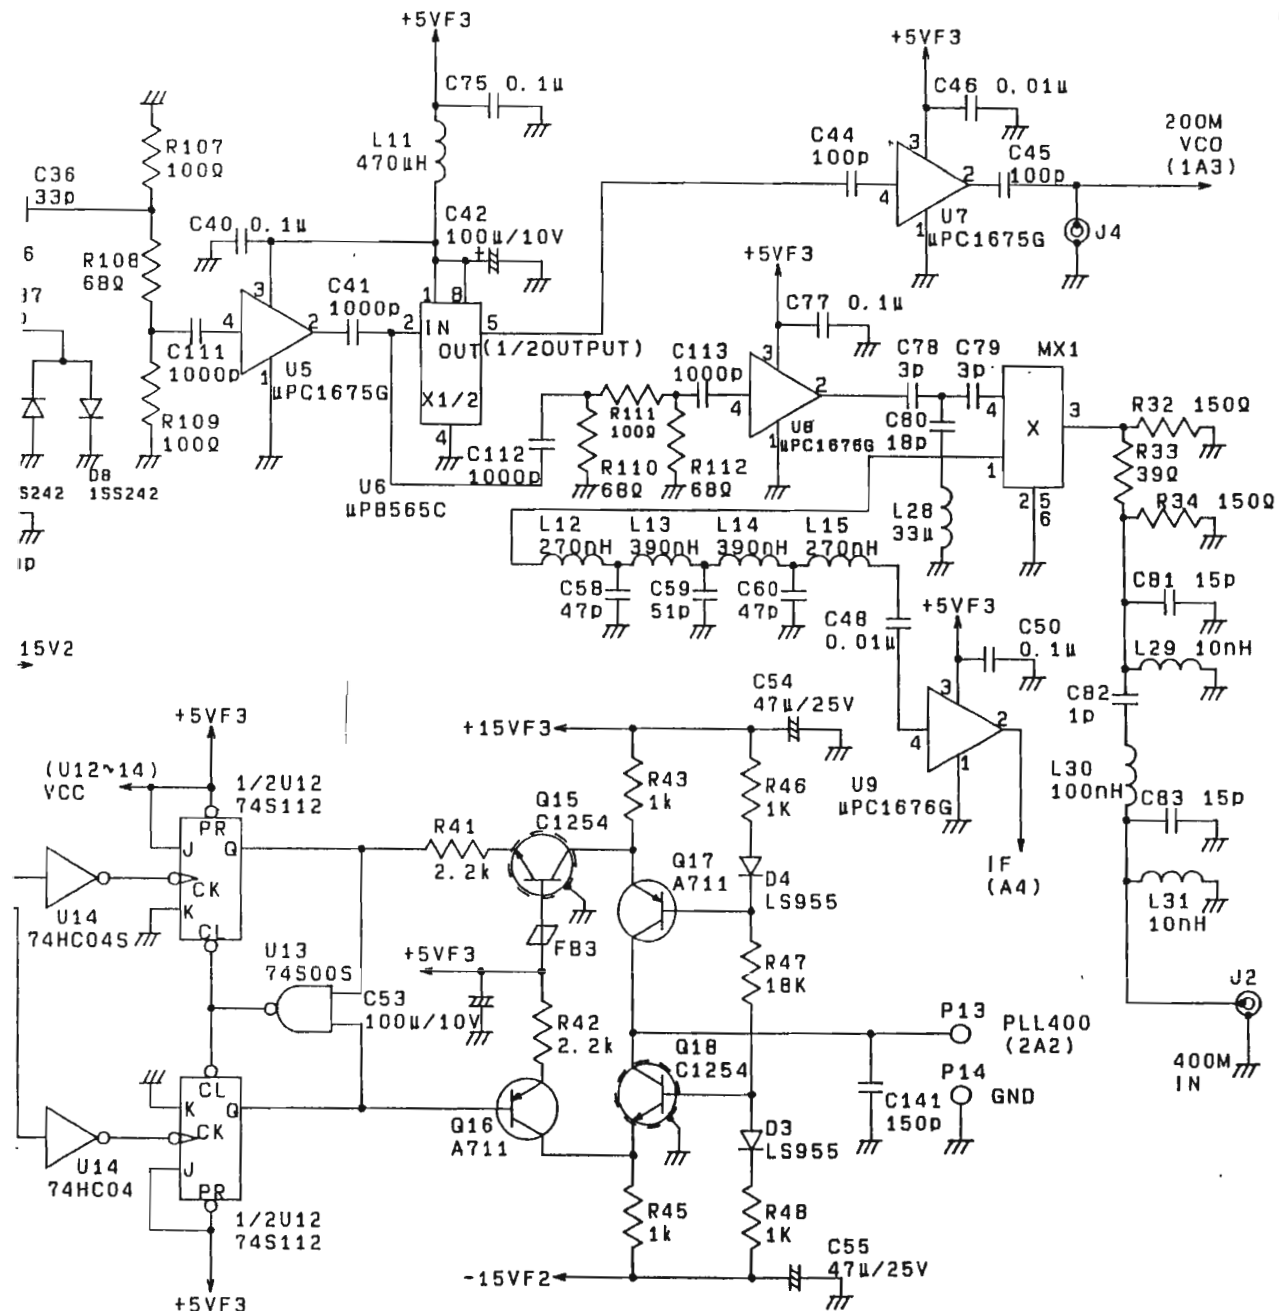 +5VF3
C75 0.1μ
L11
470μH
R107
100Ω
C36
33p
C40 0.1μ
C42
100μ/10V
+
R108
68Ω
C41
1000p
3
4
2
1
C111
1000p
U5
μPC1675G
R109
100Ω
D8
1SS242
S242
1
8
2
IN
5
OUT (1/2OUTPUT)
X1/2
4
U6
μPB565C
C112
1000p
R111
100Ω
R110
68Ω
R112
68Ω
C113
1000p
+5VF3
C46 0.01μ
C44
100p
3
4
2
1
U7
μPC1675G
C45
100p
200M
VCO
(1A3)
J4
+5VF3
C77 0.1μ
3
4
2
1
U8
μPC1676G
C78
3p
C79
3p
C80
18p
L28
33μ
MX1
4
X
3
1
2
5
6
R32 150Ω
R33
39Ω
R34 150Ω
C81 15p
L29 10nH
C82
1p
L30
100nH
C83 15p
L31
10nH
J2
400M
IN
L12
270nH
L13
390nH
L14
390nH
L15
270nH
C58
47p
C59
51p
C60
47p
C48
0.01μ
+5VF3
C50
0.1μ
3
4
2
1
U9
μPC1676G
IF
(A4)
15V2
+5VF3
(U12~14)
VCC
1/2U12
74S112
PR
J
Q
CK
K
CL
U14
74HC04S
U13
74S00S
CL
K
Q
CK
J
PR
U14
74HC04
1/2U12
74S112
+5VF3
R41
2.2k
Q15
C1254
FB3
+5VF3
C53
100μ/10V
R42
2.2k
Q16
A711
+15VF3
C54
47μ/25V
R43
1k
R46
1K
Q17
A711
D4
LS955
R47
18K
Q18
C1254
P13
PLL400
(2A2)
P14
GND
C141
150p
D3
LS955
R45
1k
R48
1K
C55
47μ/25V
-15VF2